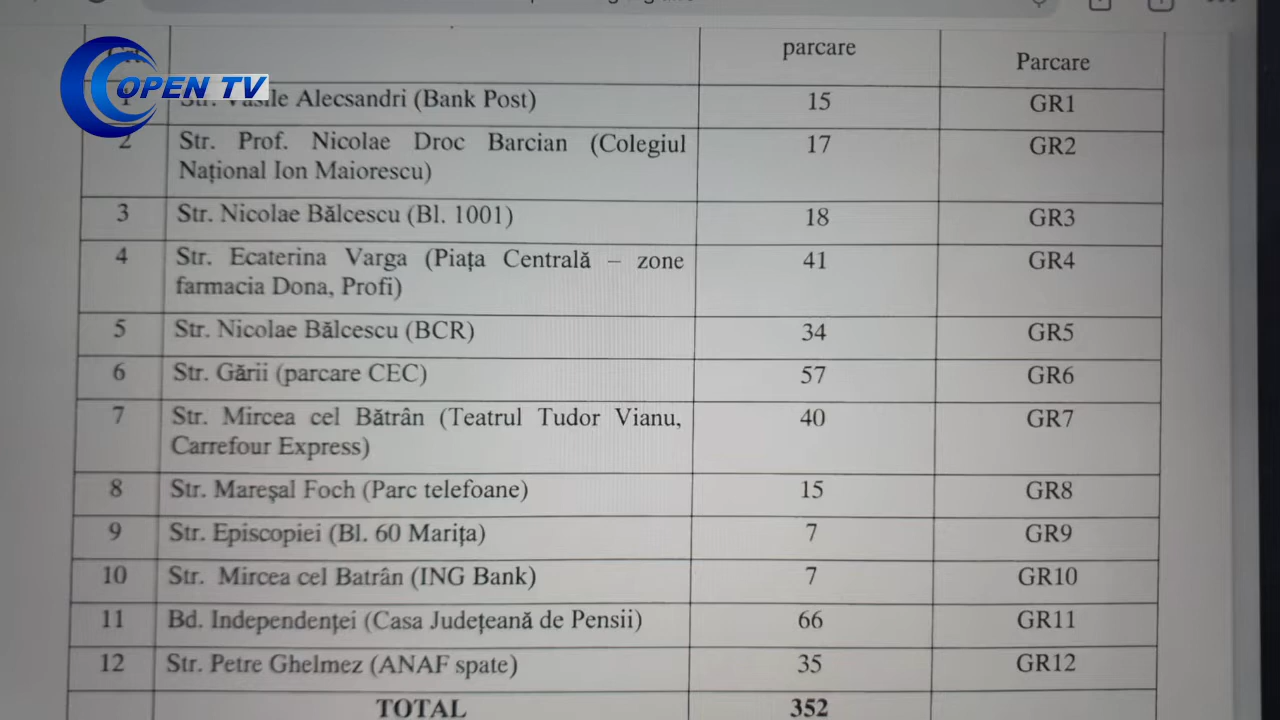 OPEN TV
parcare Parcare
1 Str. Vasile Alecsandri (Bank Post) 15 GR1
2 Str. Prof. Nicolae Droc Barcian (Colegiul 17 GR2
Național Ion Maiorescu)
3 Str. Nicolae Bălcescu (Bl. 1001) 18 GR3
4 Str. Ecaterina Varga (Piața Centrală – zone 41 GR4
farmacia Dona, Profi)
5 Str. Nicolae Bălcescu (BCR) 34 GR5
6 Str. Gării (parcare CEC) 57 GR6
7 Str. Mircea cel Bătrân (Teatrul Tudor Vianu, 40 GR7
Carrefour Express)
8 Str. Mareșal Foch (Parc telefoane) 15 GR8
9 Str. Episcopiei (Bl. 60 Marița) 7 GR9
10 Str. Mircea cel Batrân (ING Bank) 7 GR10
11 Bd. Independenței (Casa Județeană de Pensii) 66 GR11
12 Str. Petre Ghelmez (ANAF spate) 35 GR12
TOTAL 352